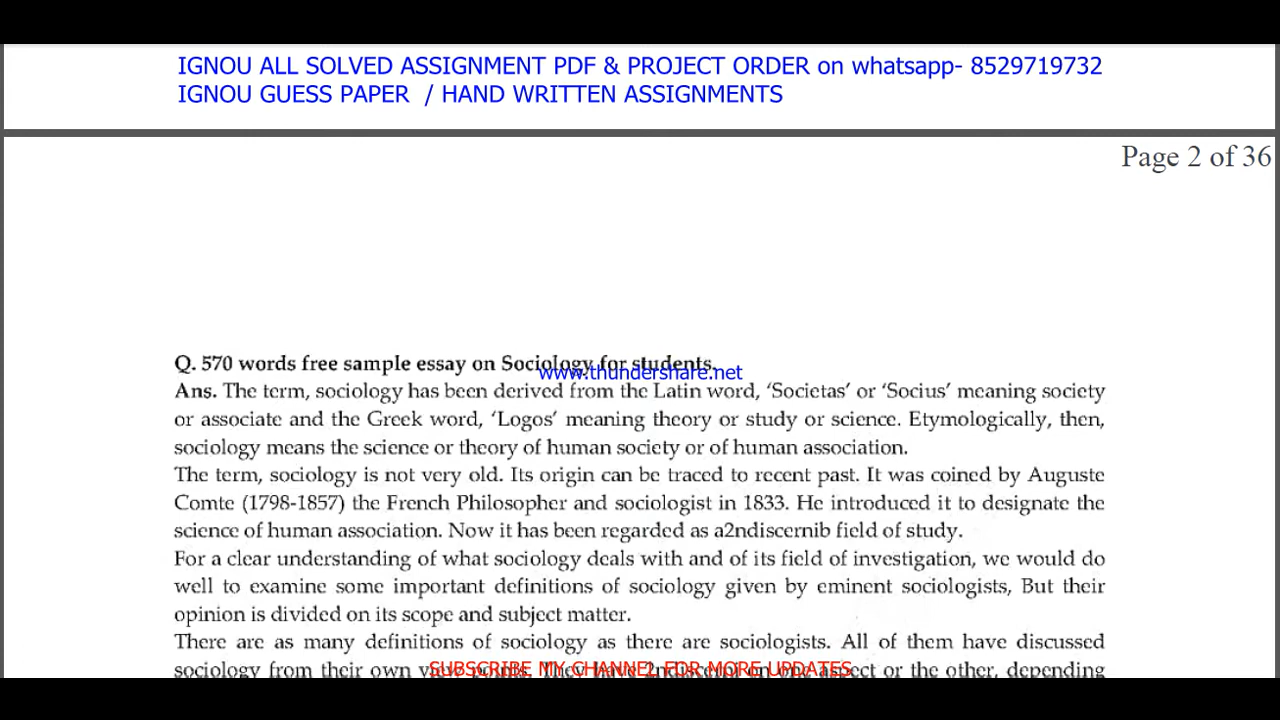 IGNOU ALL SOLVED ASSIGNMENT PDF & PROJECT ORDER on whatsapp- 8529719732
IGNOU GUESS PAPER / HAND WRITTEN ASSIGNMENTS
Page 2 of 36
Q. 570 words free sample essay on Sociology for students.
www.thundershare.net
Ans. The term, sociology has been derived from the Latin word, ‘Societas’ or ‘Socius’ meaning society
or associate and the Greek word, ‘Logos’ meaning theory or study or science. Etymologically, then,
sociology means the science or theory of human society or of human association.
The term, sociology is not very old. Its origin can be traced to recent past. It was coined by Auguste
Comte (1798-1857) the French Philosopher and sociologist in 1833. He introduced it to designate the
science of human association. Now it has been regarded as a2ndiscernib field of study.
For a clear understanding of what sociology deals with and of its field of investigation, we would do
well to examine some important definitions of sociology given by eminent sociologists, But their
opinion is divided on its scope and subject matter.
There are as many definitions of sociology as there are sociologists. All of them have discussed
sociology from their own aspect or the other, depending
SUBSCRIBE MY CHANNEL FOR MORE UPDATES